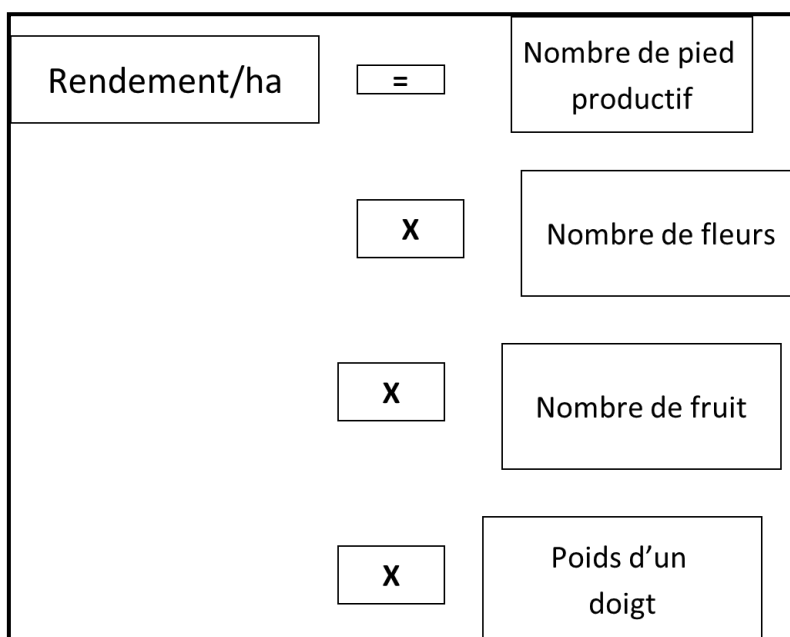 Rendement/ha
=
Nombre de pied
productif
X
Nombre de fleurs
X
Nombre de fruit
X
Poids d’un
doigt